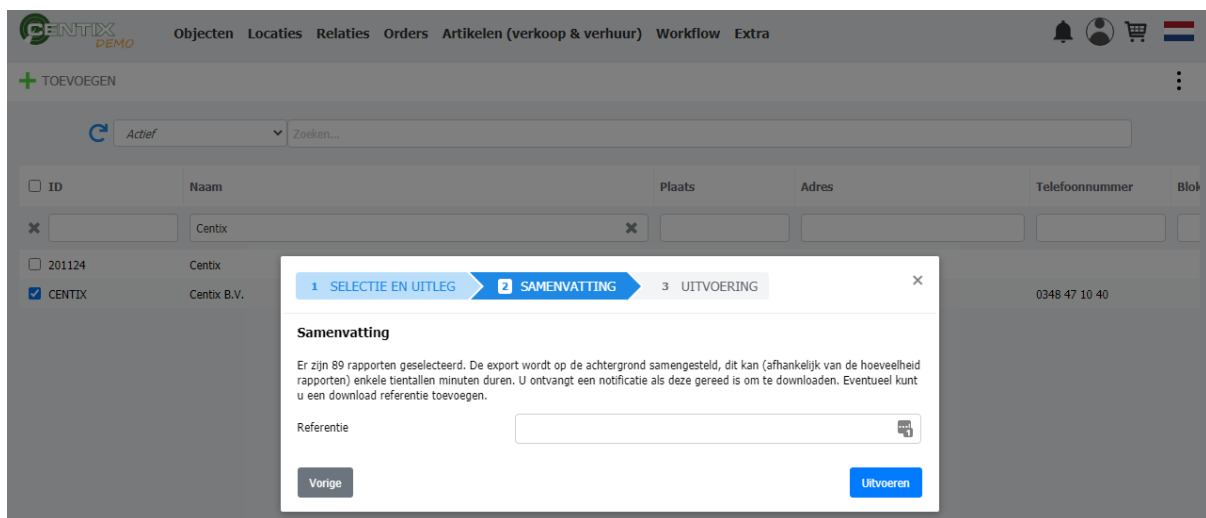 CENTIX
DEMO
Objecten Locaties Relaties Orders Artikelen (verkoop & verhuur) Workflow Extra
TOEVOEGEN
Actief Zoeken...
ID Naam Plaats Adres Telefoonnummer Blok
Centix
201124 Centix
CENTIX Centix B.V. 0348 47 10 40
1 SELECTIE EN UITLEG 2 SAMENVATTING 3 UITVOERING
Samenvatting
Er zijn 89 rapporten geselecteerd. De export wordt op de achtergrond samengesteld, dit kan (afhankelijk van de hoeveelheid
rapporten) enkele tientallen minuten duren. U ontvangt een notificatie als deze gereed is om te downloaden. Eventueel kunt
u een download referentie toevoegen.
Referentie
Vorige Uitvoeren